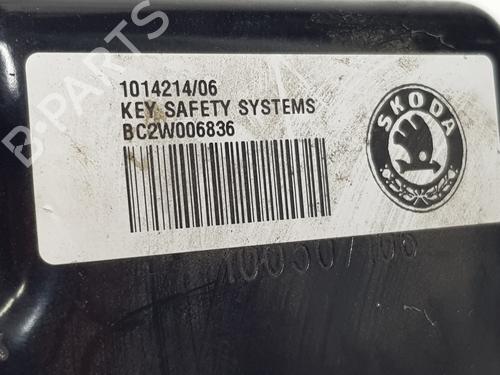 1014214/06
KEY SAFETY SYSTEMS
BC2W006836
SKODA
B-PARTS